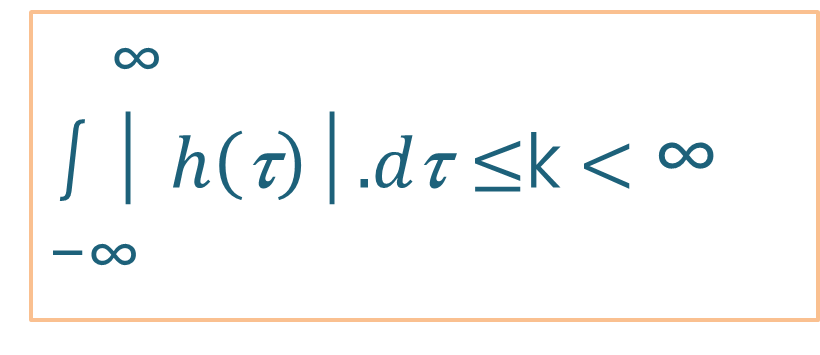 ∞
∫ | h(τ) | .dτ ≤k < ∞
−∞